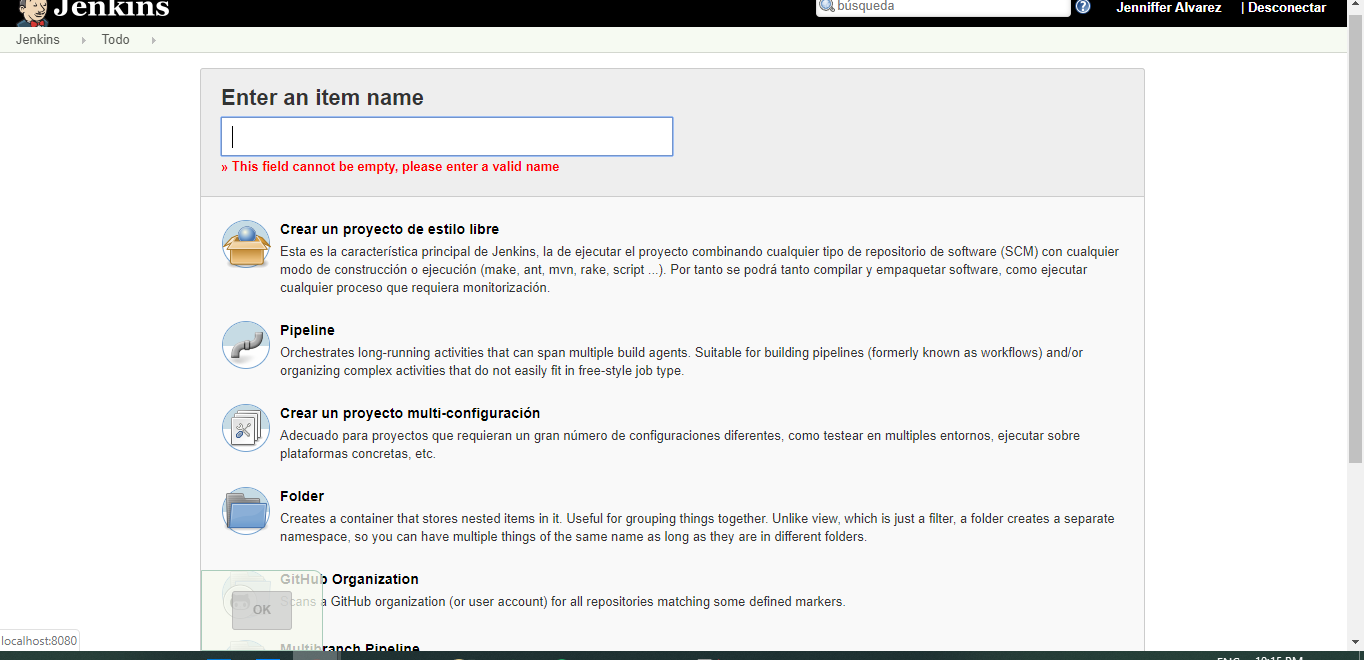 Jenkins
búsqueda
Jenniffer Alvarez | Desconectar
Jenkins Todo
Enter an item name
» This field cannot be empty, please enter a valid name
Crear un proyecto de estilo libre
Esta es la característica principal de Jenkins, la de ejecutar el proyecto combinando cualquier tipo de repositorio de software (SCM) con cualquier
modo de construcción o ejecución (make, ant, mvn, rake, script ...). Por tanto se podrá tanto compilar y empaquetar software, como ejecutar
cualquier proceso que requiera monitorización.
Pipeline
Orchestrates long-running activities that can span multiple build agents. Suitable for building pipelines (formerly known as workflows) and/or
organizing complex activities that do not easily fit in free-style job type.
Crear un proyecto multi-configuración
Adecuado para proyectos que requieran un gran número de configuraciones diferentes, como testear en multiples entornos, ejecutar sobre
plataformas concretas, etc.
Folder
Creates a container that stores nested items in it. Useful for grouping things together. Unlike view, which is just a filter, a folder creates a separate
namespace, so you can have multiple things of the same name as long as they are in different folders.
GitHub Organization
Scans a GitHub organization (or user account) for all repositories matching some defined markers.
OK
Multibranch Pipeline
localhost:8080